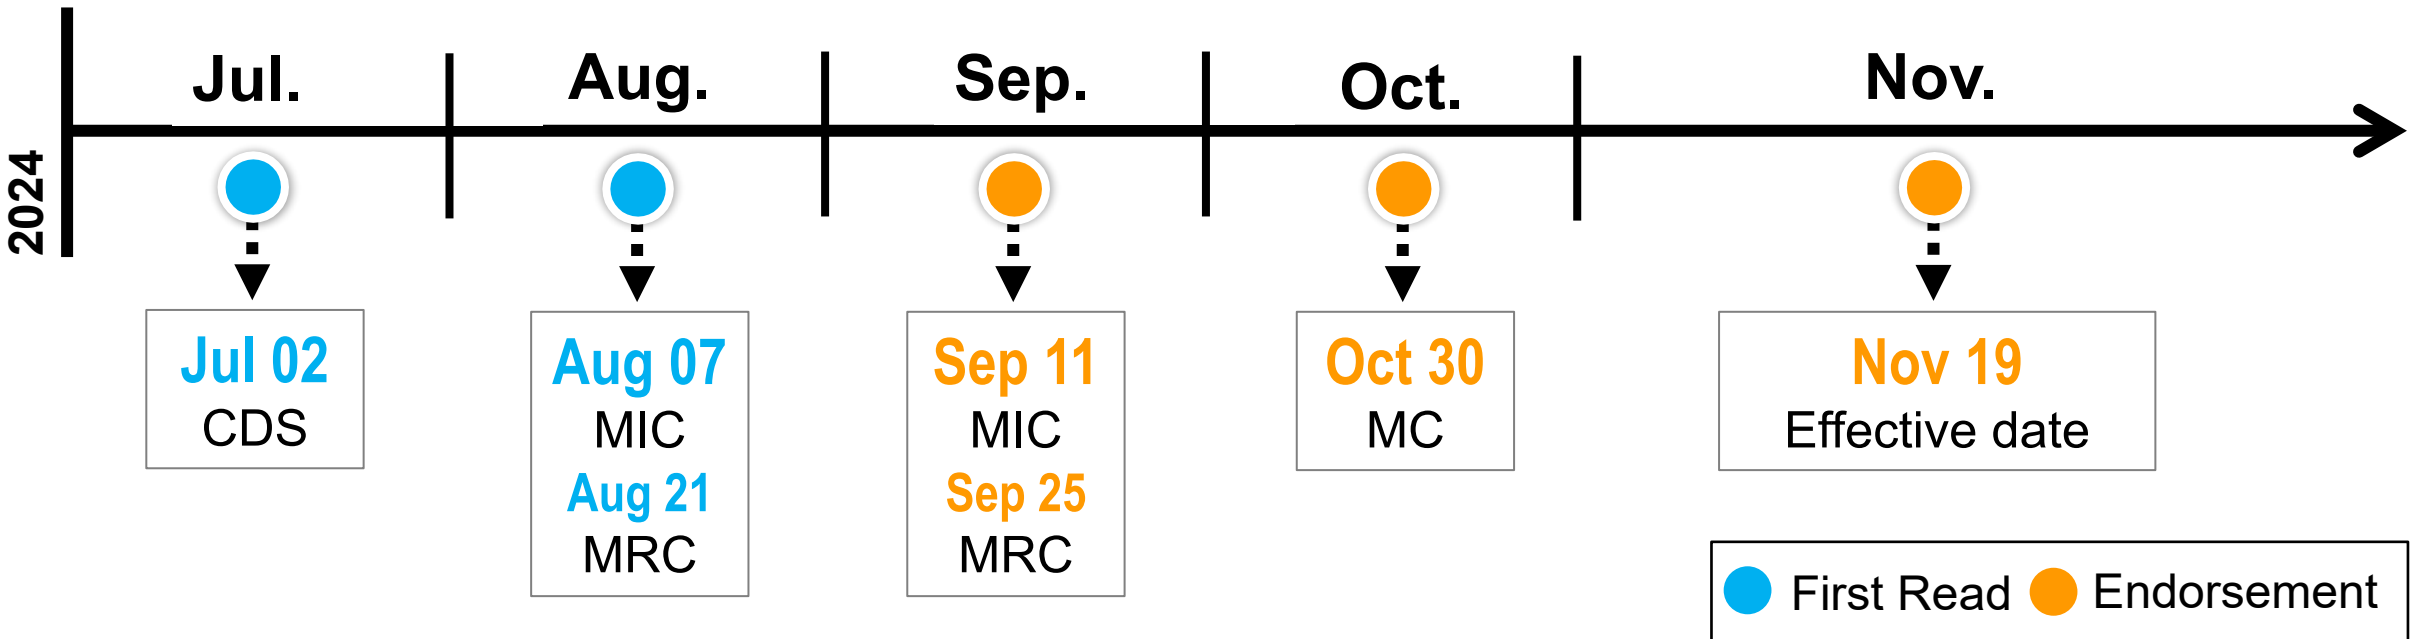 2024
Jul.
Aug.
Sep.
Oct.
Nov.
Jul 02
CDS
Aug 07
MIC
Aug 21
MRC
Sep 11
MIC
Sep 25
MRC
Oct 30
MC
Nov 19
Effective date
First Read
Endorsement